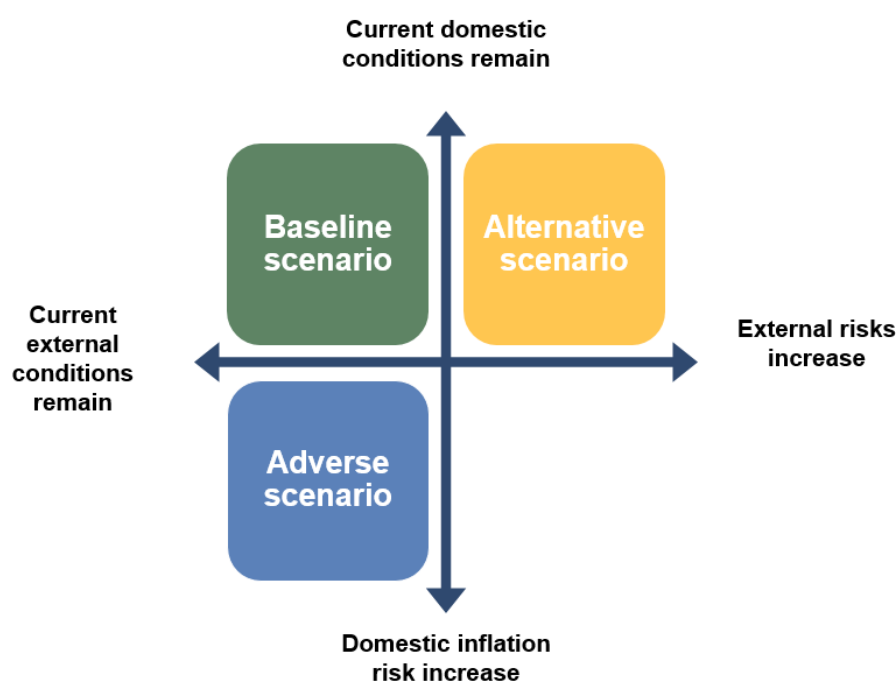 Current domestic
conditions remain
Baseline
scenario
Alternative
scenario
Current
external
conditions
remain
External risks
increase
Adverse
scenario
Domestic inflation
risk increase